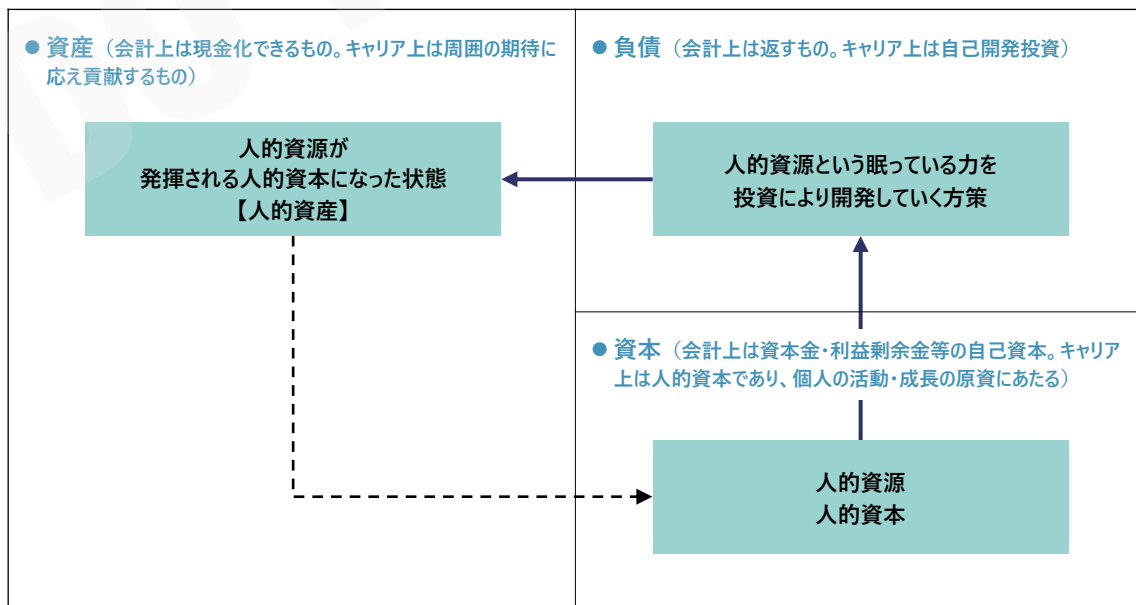 ● 資産（会計上は現金化できるもの。キャリア上は周囲の期待に
応え貢献するもの）
人的資源が
発揮される人的資本になった状態
【人的資産】
● 負債（会計上は返すもの。キャリア上は自己開発投資）
人的資源という眠っている力を
投資により開発していく方策
● 資本（会計上は資本金・利益剰余金等の自己資本。キャリア
上は人的資本であり、個人の活動・成長の原資にあたる）
人的資源
人的資本